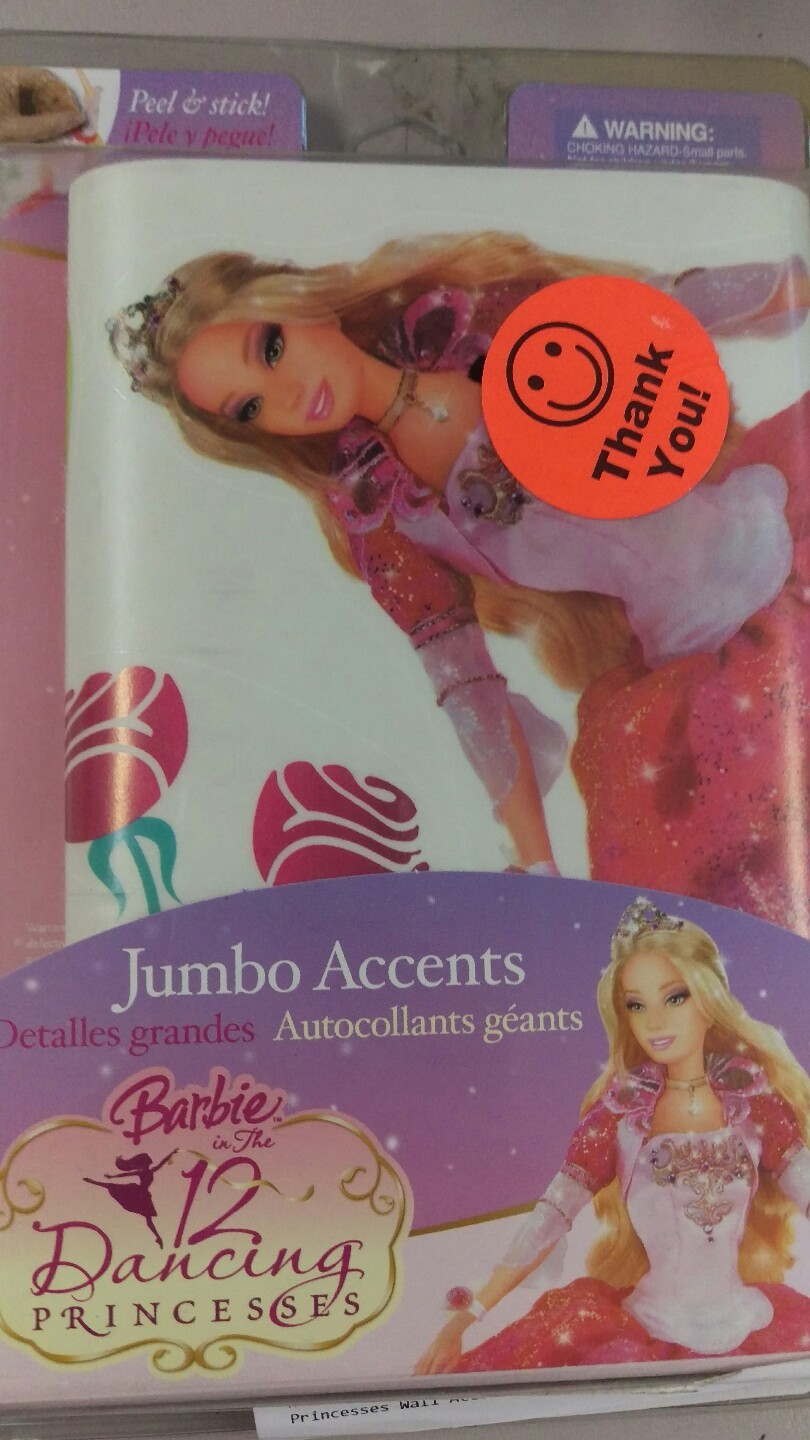 Peel & stick!
¡Pele y pegue!
WARNING:
CHOKING HAZARD-Small parts.
Thank
You!
Jumbo Accents
Detalles grandes Autocollants géants
Barbie™
in The
12
Dancing
PRINCESSES
Princesses Wall